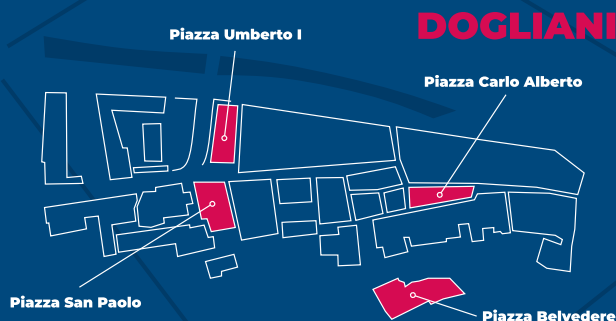 DOGLIANI
Piazza Umberto I
Piazza Carlo Alberto
Piazza San Paolo
Piazza Belvedere